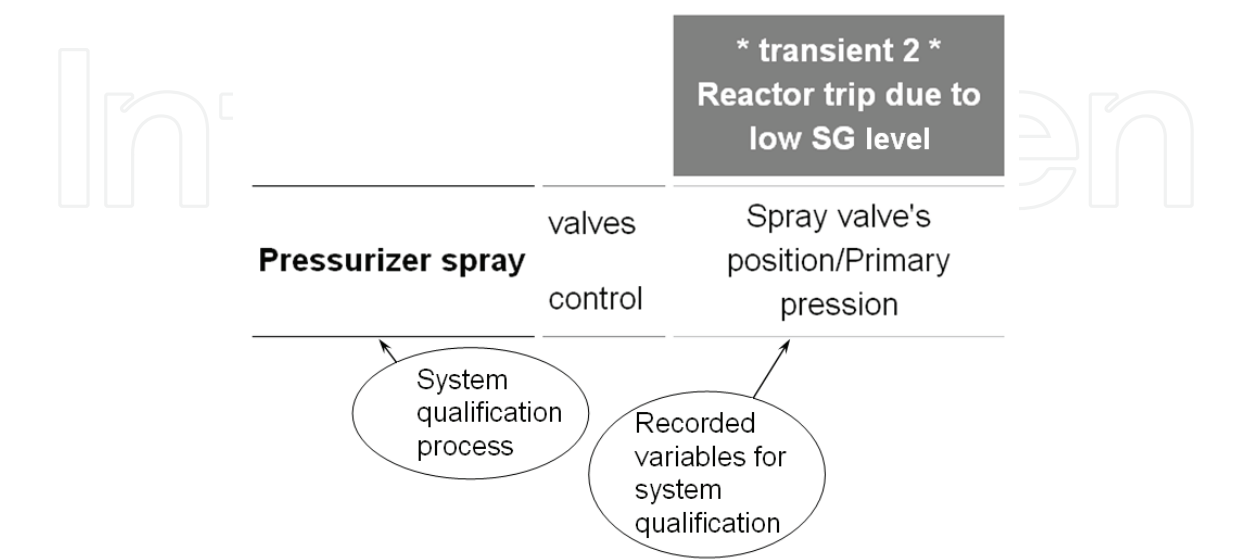 * transient 2 *
Reactor trip due to
low SG level
Pressurizer spray
valves
control
Spray valve's
position/Primary
pression
System
qualification
process
Recorded
variables for
system
qualification